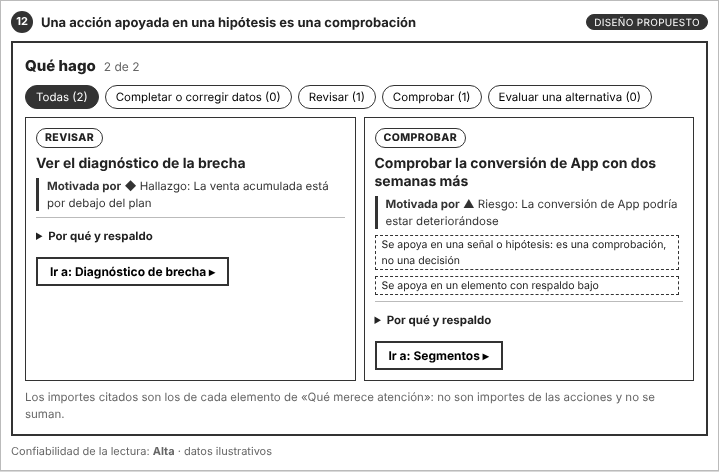 12 Una acción apoyada en una hipótesis es una comprobación DISEÑO PROPUESTO
Qué hago 2 de 2
Todas (2) Completar o corregir datos (0) Revisar (1) Comprobar (1) Evaluar una alternativa (0)
REVISAR
Ver el diagnóstico de la brecha
Motivada por ◆ Hallazgo: La venta acumulada está
por debajo del plan
▶ Por qué y respaldo
Ir a: Diagnóstico de brecha ▸
COMPROBAR
Comprobar la conversión de App con dos
semanas más
Motivada por ▲ Riesgo: La conversión de App podría
estar deteriorándose
Se apoya en una señal o hipótesis: es una comprobación,
no una decisión
Se apoya en un elemento con respaldo bajo
▶ Por qué y respaldo
Ir a: Segmentos ▸
Los importes citados son los de cada elemento de «Qué merece atención»: no son importes de las acciones y no se
suman.
Confiabilidad de la lectura: Alta · datos ilustrativos